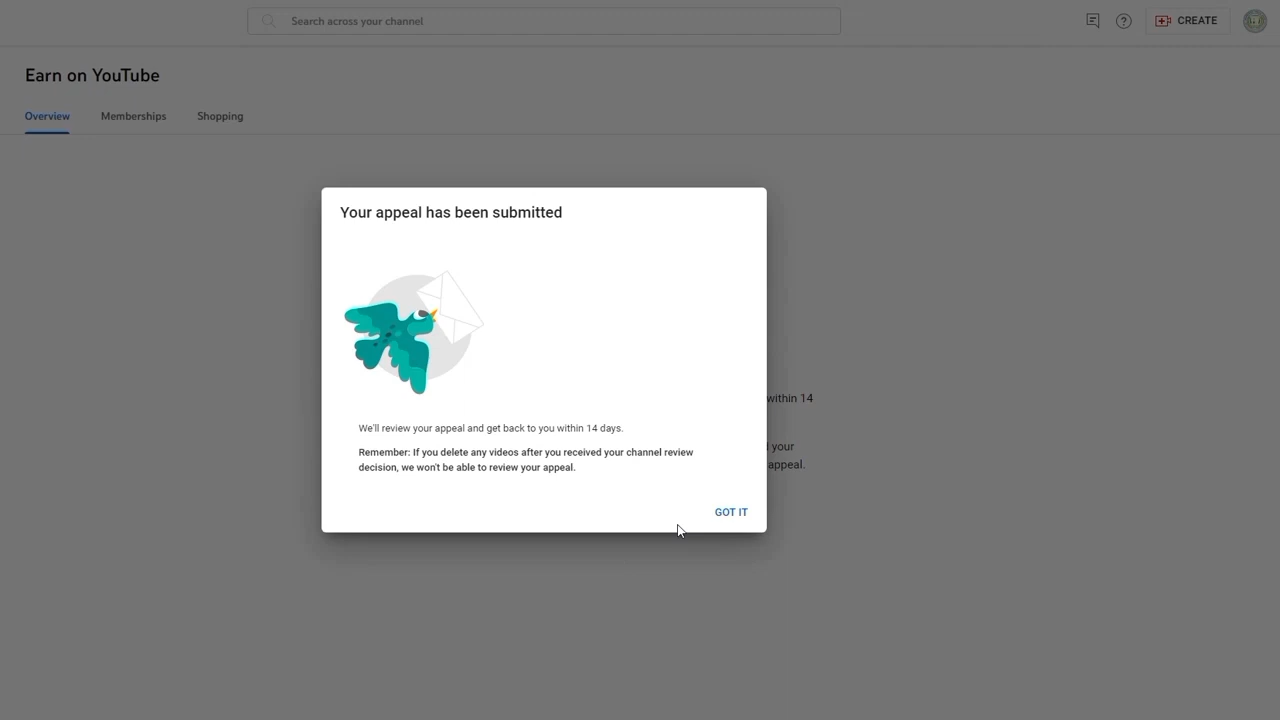 Search across your channel
CREATE
Earn on YouTube
Overview Memberships Shopping
Your appeal has been submitted
within 14
We'll review your appeal and get back to you within 14 days.
your
Remember: If you delete any videos after you received your channel review
appeal.
decision, we won't be able to review your appeal.
GOT IT